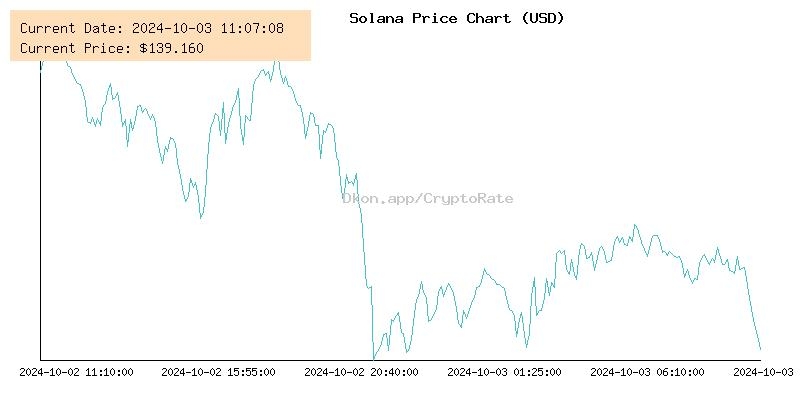 Solana Price Chart (USD)
Current Date: 2024-10-03 11:07:08
Current Price: $139.160
Dkon.app/CryptoRate
2024-10-02 11:10:00 2024-10-02 15:55:00 2024-10-02 20:40:00 2024-10-03 01:25:00 2024-10-03 06:10:00 2024-10-03